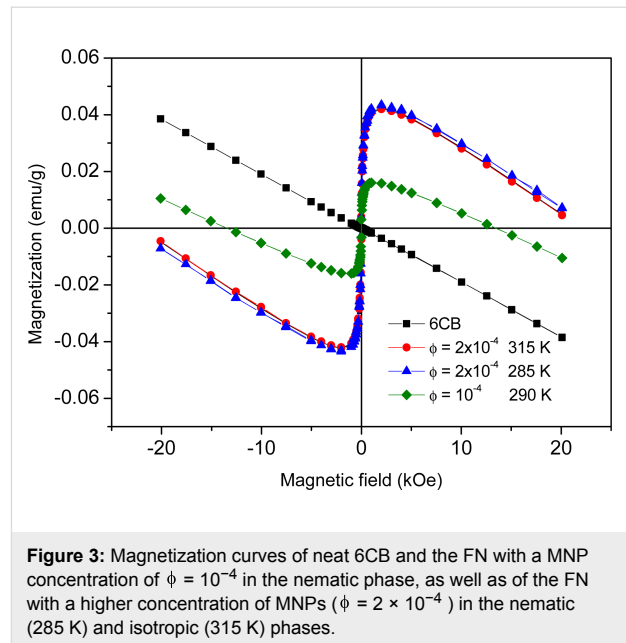 0.06
0.04
0.02
0.00
-0.02
-0.04
-0.06
Magnetization (emu/g)
6CB
ϕ = 2x10⁻⁴ 315 K
ϕ = 2x10⁻⁴ 285 K
ϕ = 10⁻⁴ 290 K
-20 -10 0 10 20
Magnetic field (kOe)
Figure 3: Magnetization curves of neat 6CB and the FN with a MNP
concentration of ϕ = 10⁻⁴ in the nematic phase, as well as of the FN
with a higher concentration of MNPs (ϕ = 2 × 10⁻⁴ ) in the nematic
(285 K) and isotropic (315 K) phases.